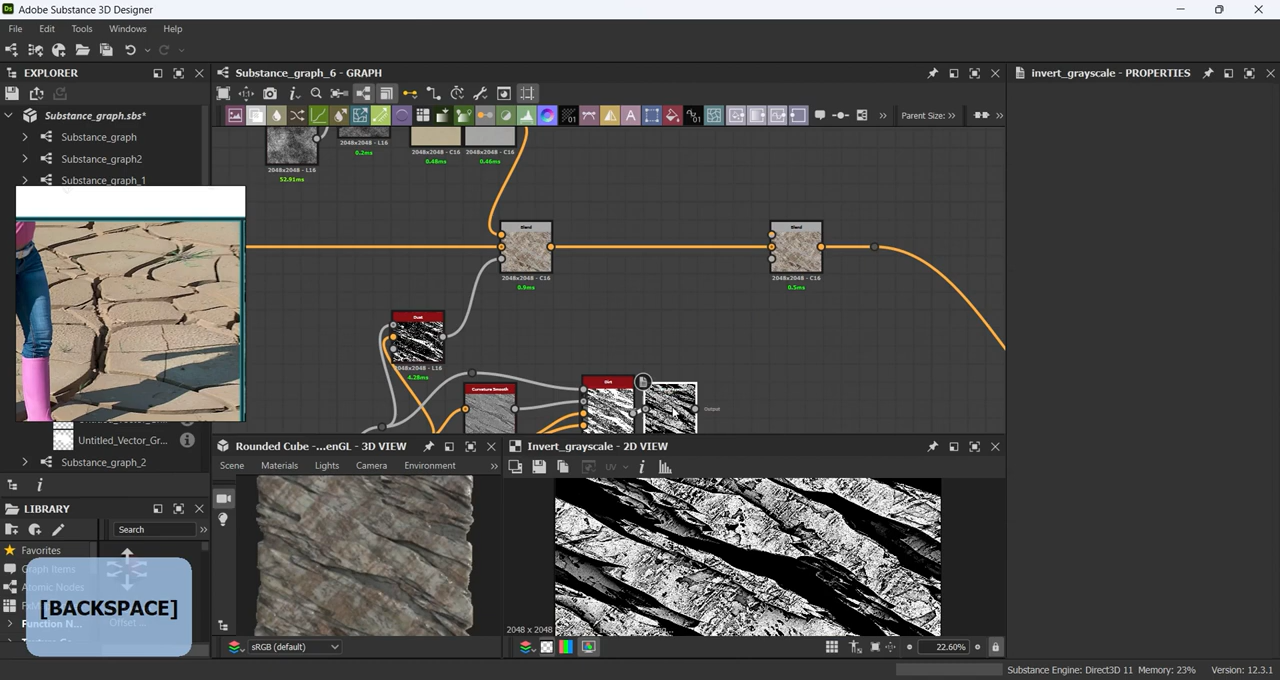 Adobe Substance 3D Designer
File Edit Tools Windows Help
EXPLORER
Substance_graph_6 - GRAPH
invert_grayscale - PROPERTIES
Substance_graph.sbs*
Parent Size: >>
Substance_graph
Substance_graph2
Substance_graph_1
2048x2048 - L16
52.91ms
2048x2048 - L16
0.2ms
2048x2048 - C16
0.48ms
2048x2048 - C16
0.46ms
Blend
2048x2048 - C16
0.9ms
Blend
2048x2048 - C16
0.5ms
Dust
2048x2048 - L16
4.28ms
Curvature Smooth
Dirt
Output
Untitled_Vector_Gr...
Substance_graph_2
Rounded Cube -...enGL - 3D VIEW
Scene Materials Lights Camera Environment
sRGB (default)
Invert_grayscale - 2D VIEW
UV
2048 x 2048
22.60%
LIBRARY
Search
Favorites
Graph Items
Atomic Nodes
Function N...
Offset...
[BACKSPACE]
Substance Engine: Direct3D 11 Memory: 23% Version: 12.3.1